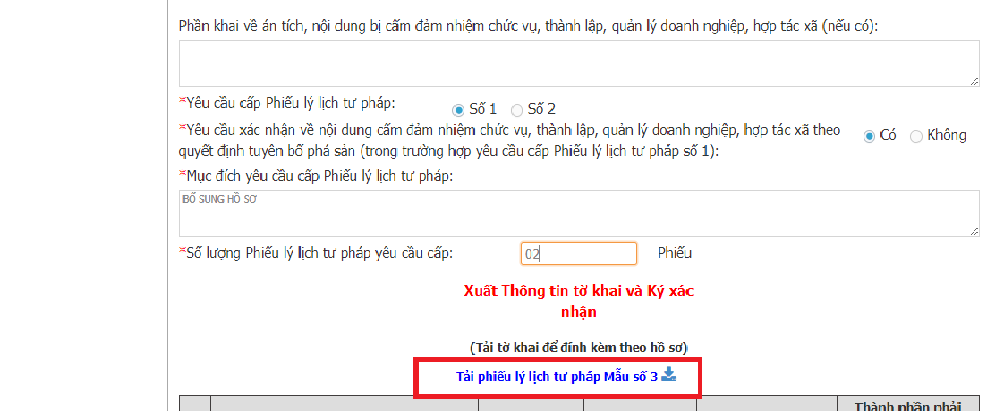 Phần khai về án tích, nội dung bị cấm đảm nhiệm chức vụ, thành lập, quản lý doanh nghiệp, hợp tác xã (nếu có):
*Yêu cầu cấp Phiếu lý lịch tư pháp: Số 1 Số 2
*Yêu cầu xác nhận về nội dung cấm đảm nhiệm chức vụ, thành lập, quản lý doanh nghiệp, hợp tác xã theo Có Không
quyết định tuyên bố phá sản (trong trường hợp yêu cầu cấp Phiếu lý lịch tư pháp số 1):
*Mục đích yêu cầu cấp Phiếu lý lịch tư pháp:
BỔ SUNG HỒ SƠ
*Số lượng Phiếu lý lịch tư pháp yêu cầu cấp: 02 Phiếu
Xuất Thông tin tờ khai và Ký xác
nhận
(Tải tờ khai để đính kèm theo hồ sơ)
Tải phiếu lý lịch tư pháp Mẫu số 3
Thành phần phải